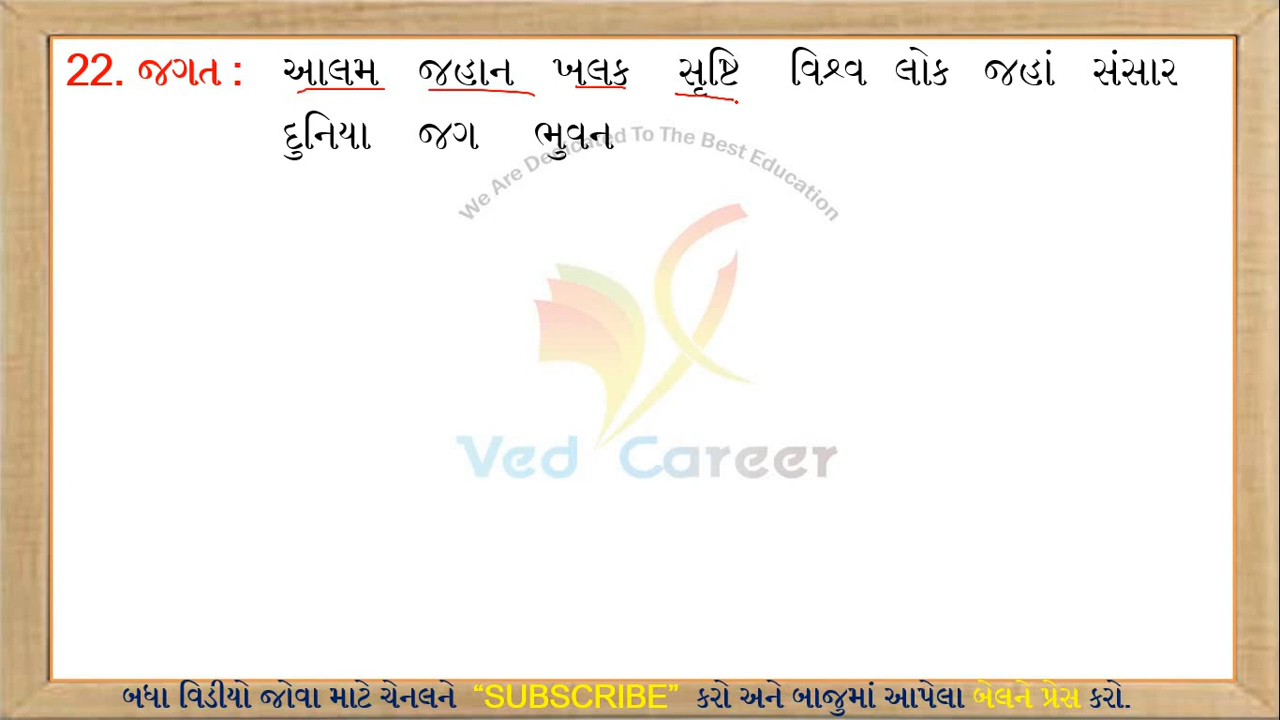 22. જગત : આલમ જહાન ખલક સૃષ્ટિ વિશ્વ લોક જહાં સંસાર
દુનિયા જગ ભુવન
We Are Dedicated To The Best Education
Ved Career
બધા વિડીયો જોવા માટે ચેનલને “SUBSCRIBE” કરો અને બાજુમાં આપેલા બેલને પ્રેસ કરો.